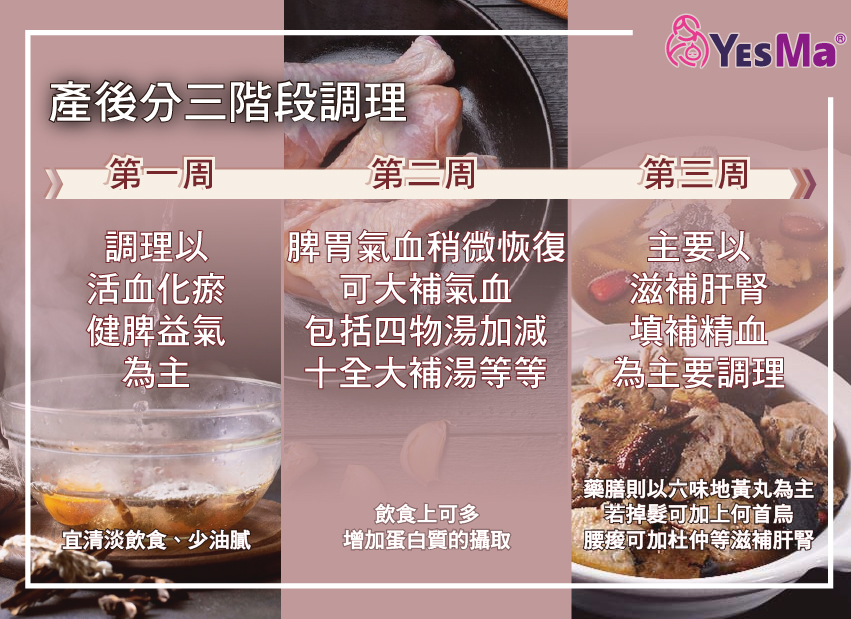 YESMA®
產後分三階段調理
第一周
第二周
第三周
調理以
活血化瘀
健脾益氣
為主
宜清淡飲食、少油膩
脾胃氣血稍微恢復
可大補氣血
包括四物湯加減
十全大補湯等等
飲食上可多
增加蛋白質的攝取
主要以
滋補肝腎
填補精血
為主要調理
藥膳則以六味地黃丸為主
若掉髮可加上何首烏
腰痠可加杜仲等滋補肝腎